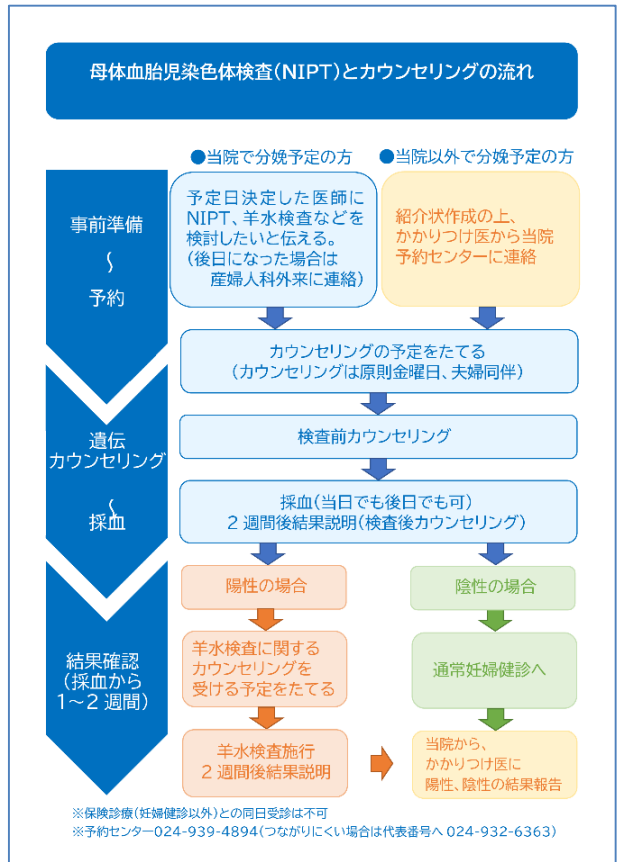 母体血胎児染色体検査(NIPT)とカウンセリングの流れ
●当院で分娩予定の方
●当院以外で分娩予定の方
事前準備
~
予約
予定日決定した医師に
NIPT、羊水検査などを
検討したいと伝える。
(後日になった場合は
産婦人科外来に連絡)
紹介状作成の上、
かかりつけ医から当院
予約センターに連絡
カウンセリングの予定をたてる
(カウンセリングは原則金曜日、夫婦同伴)
遺伝
カウンセリング
~
採血
検査前カウンセリング
採血(当日でも後日でも可)
2週間後結果説明(検査後カウンセリング)
結果確認
(採血から
1~2週間)
陽性の場合
羊水検査に関する
カウンセリングを
受ける予定をたてる
羊水検査施行
2週間後結果説明
陰性の場合
通常妊婦健診へ
当院から、
かかりつけ医に
陽性、陰性の結果報告
※保険診療(妊婦健診以外)との同日受診は不可
※予約センター024-939-4894(つながりにくい場合は代表番号へ 024-932-6363)